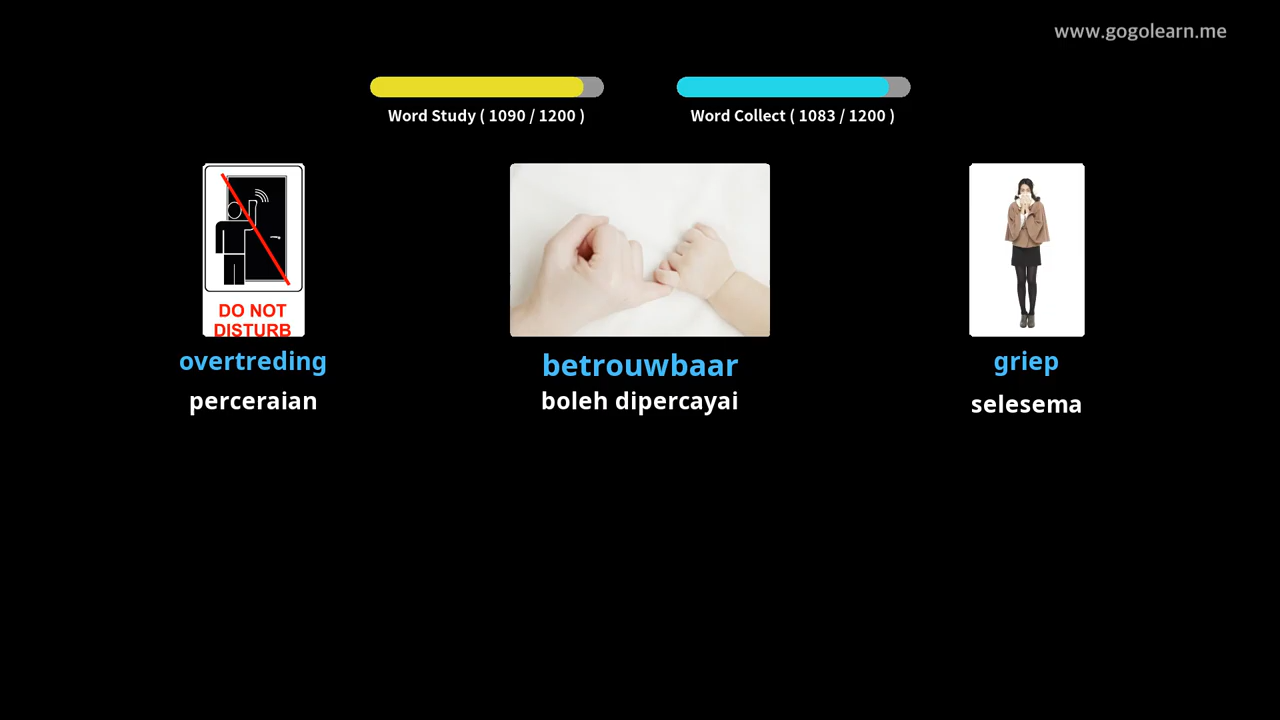 www.gogolearn.me
Word Study ( 1090 / 1200 )
Word Collect ( 1083 / 1200 )
DO NOT
DISTURB
overtreding
perceraian
betrouwbaar
boleh dipercayai
griep
selesema